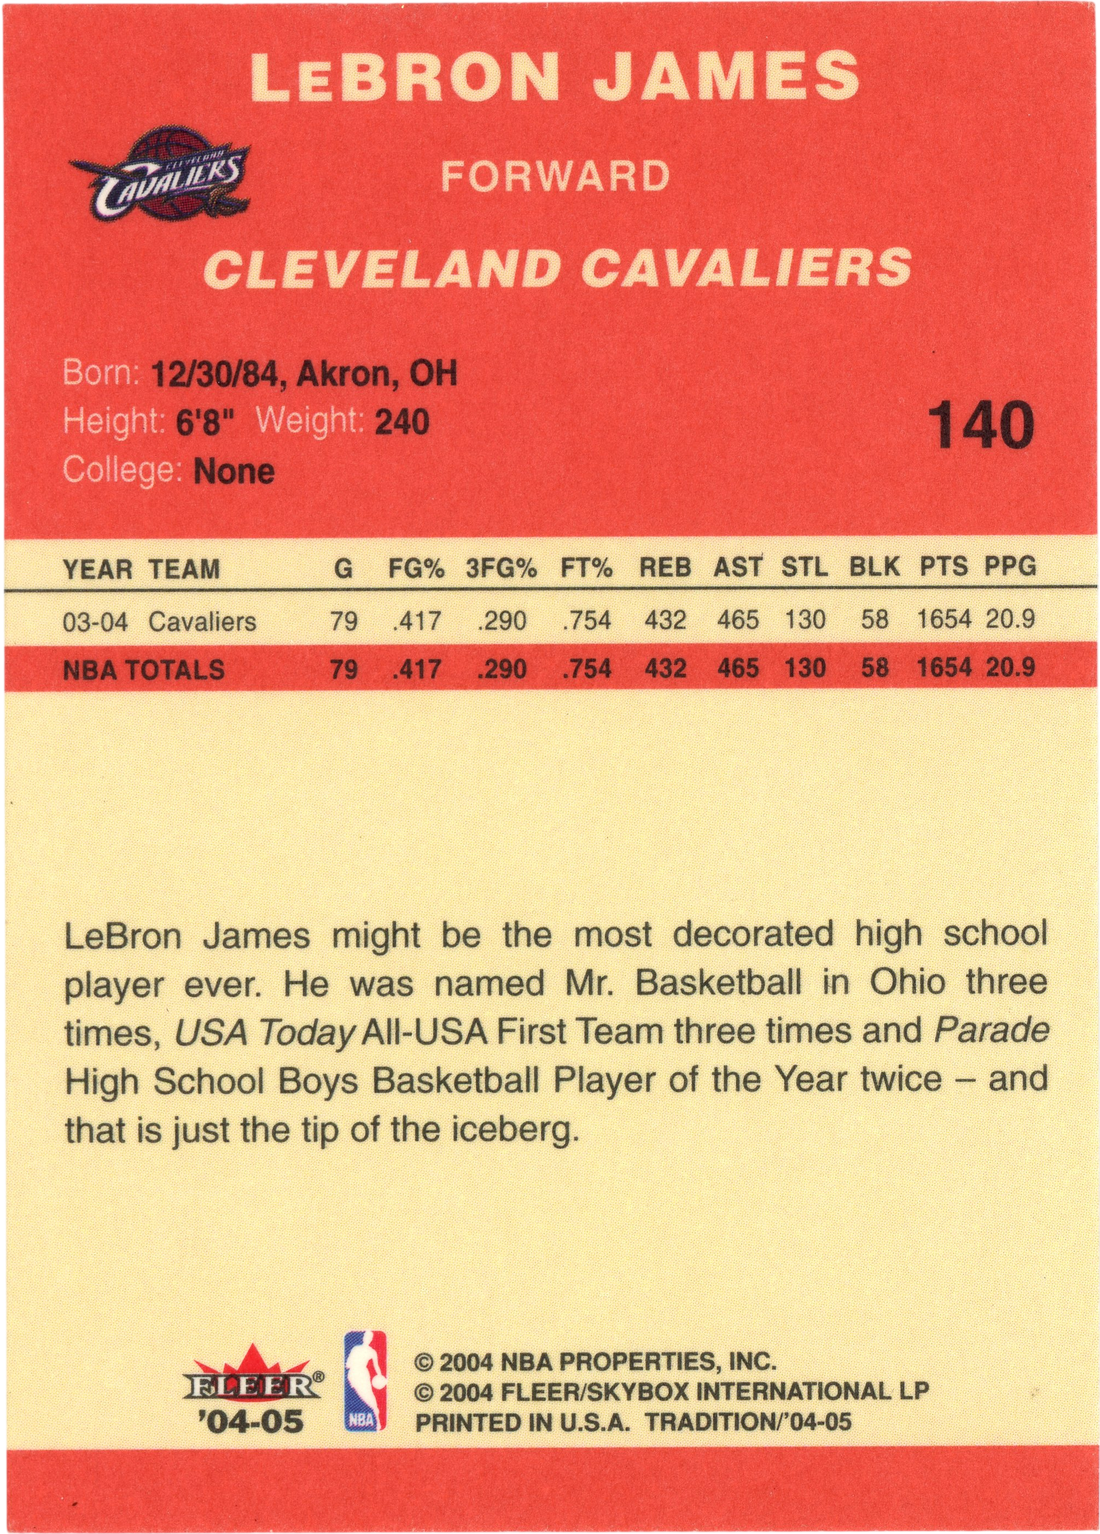 LEBRON JAMES
CLEVELAND
CAVALIERS
FORWARD
CLEVELAND CAVALIERS
Born: 12/30/84, Akron, OH
Height: 6'8" Weight: 240
140
College: None
YEAR TEAM G FG% 3FG% FT% REB AST STL BLK PTS PPG
03-04 Cavaliers 79 .417 .290 .754 432 465 130 58 1654 20.9
NBA TOTALS 79 .417 .290 .754 432 465 130 58 1654 20.9
LeBron James might be the most decorated high school
player ever. He was named Mr. Basketball in Ohio three
times, USA Today All-USA First Team three times and Parade
High School Boys Basketball Player of the Year twice – and
that is just the tip of the iceberg.
FLEER®
'04-05
NBA
© 2004 NBA PROPERTIES, INC.
© 2004 FLEER/SKYBOX INTERNATIONAL LP
PRINTED IN U.S.A. TRADITION/'04-05